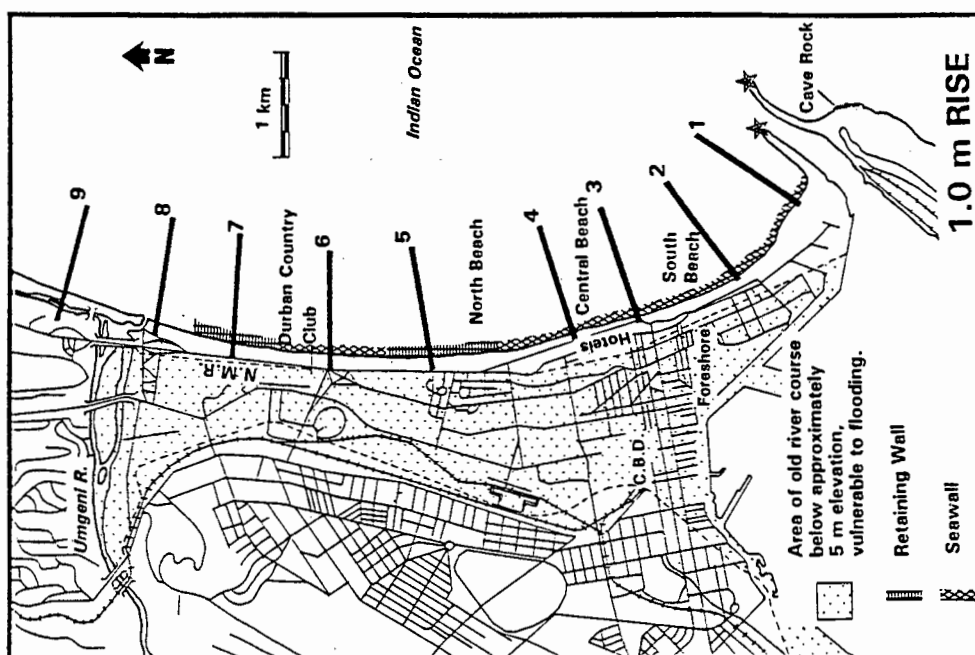 N
1 km
Indian Ocean
9
8
7
6
5
4
3
2
1
Umgeni R.
N.M.R
Durban Country
Club
North Beach
Central Beach
South
Beach
Hotels
Foreshore
C.B.D.
Cave Rock
Area of old river course
below approximately
5 m elevation,
vulnerable to flooding.
Retaining Wall
Seawall
1.0 m RISE